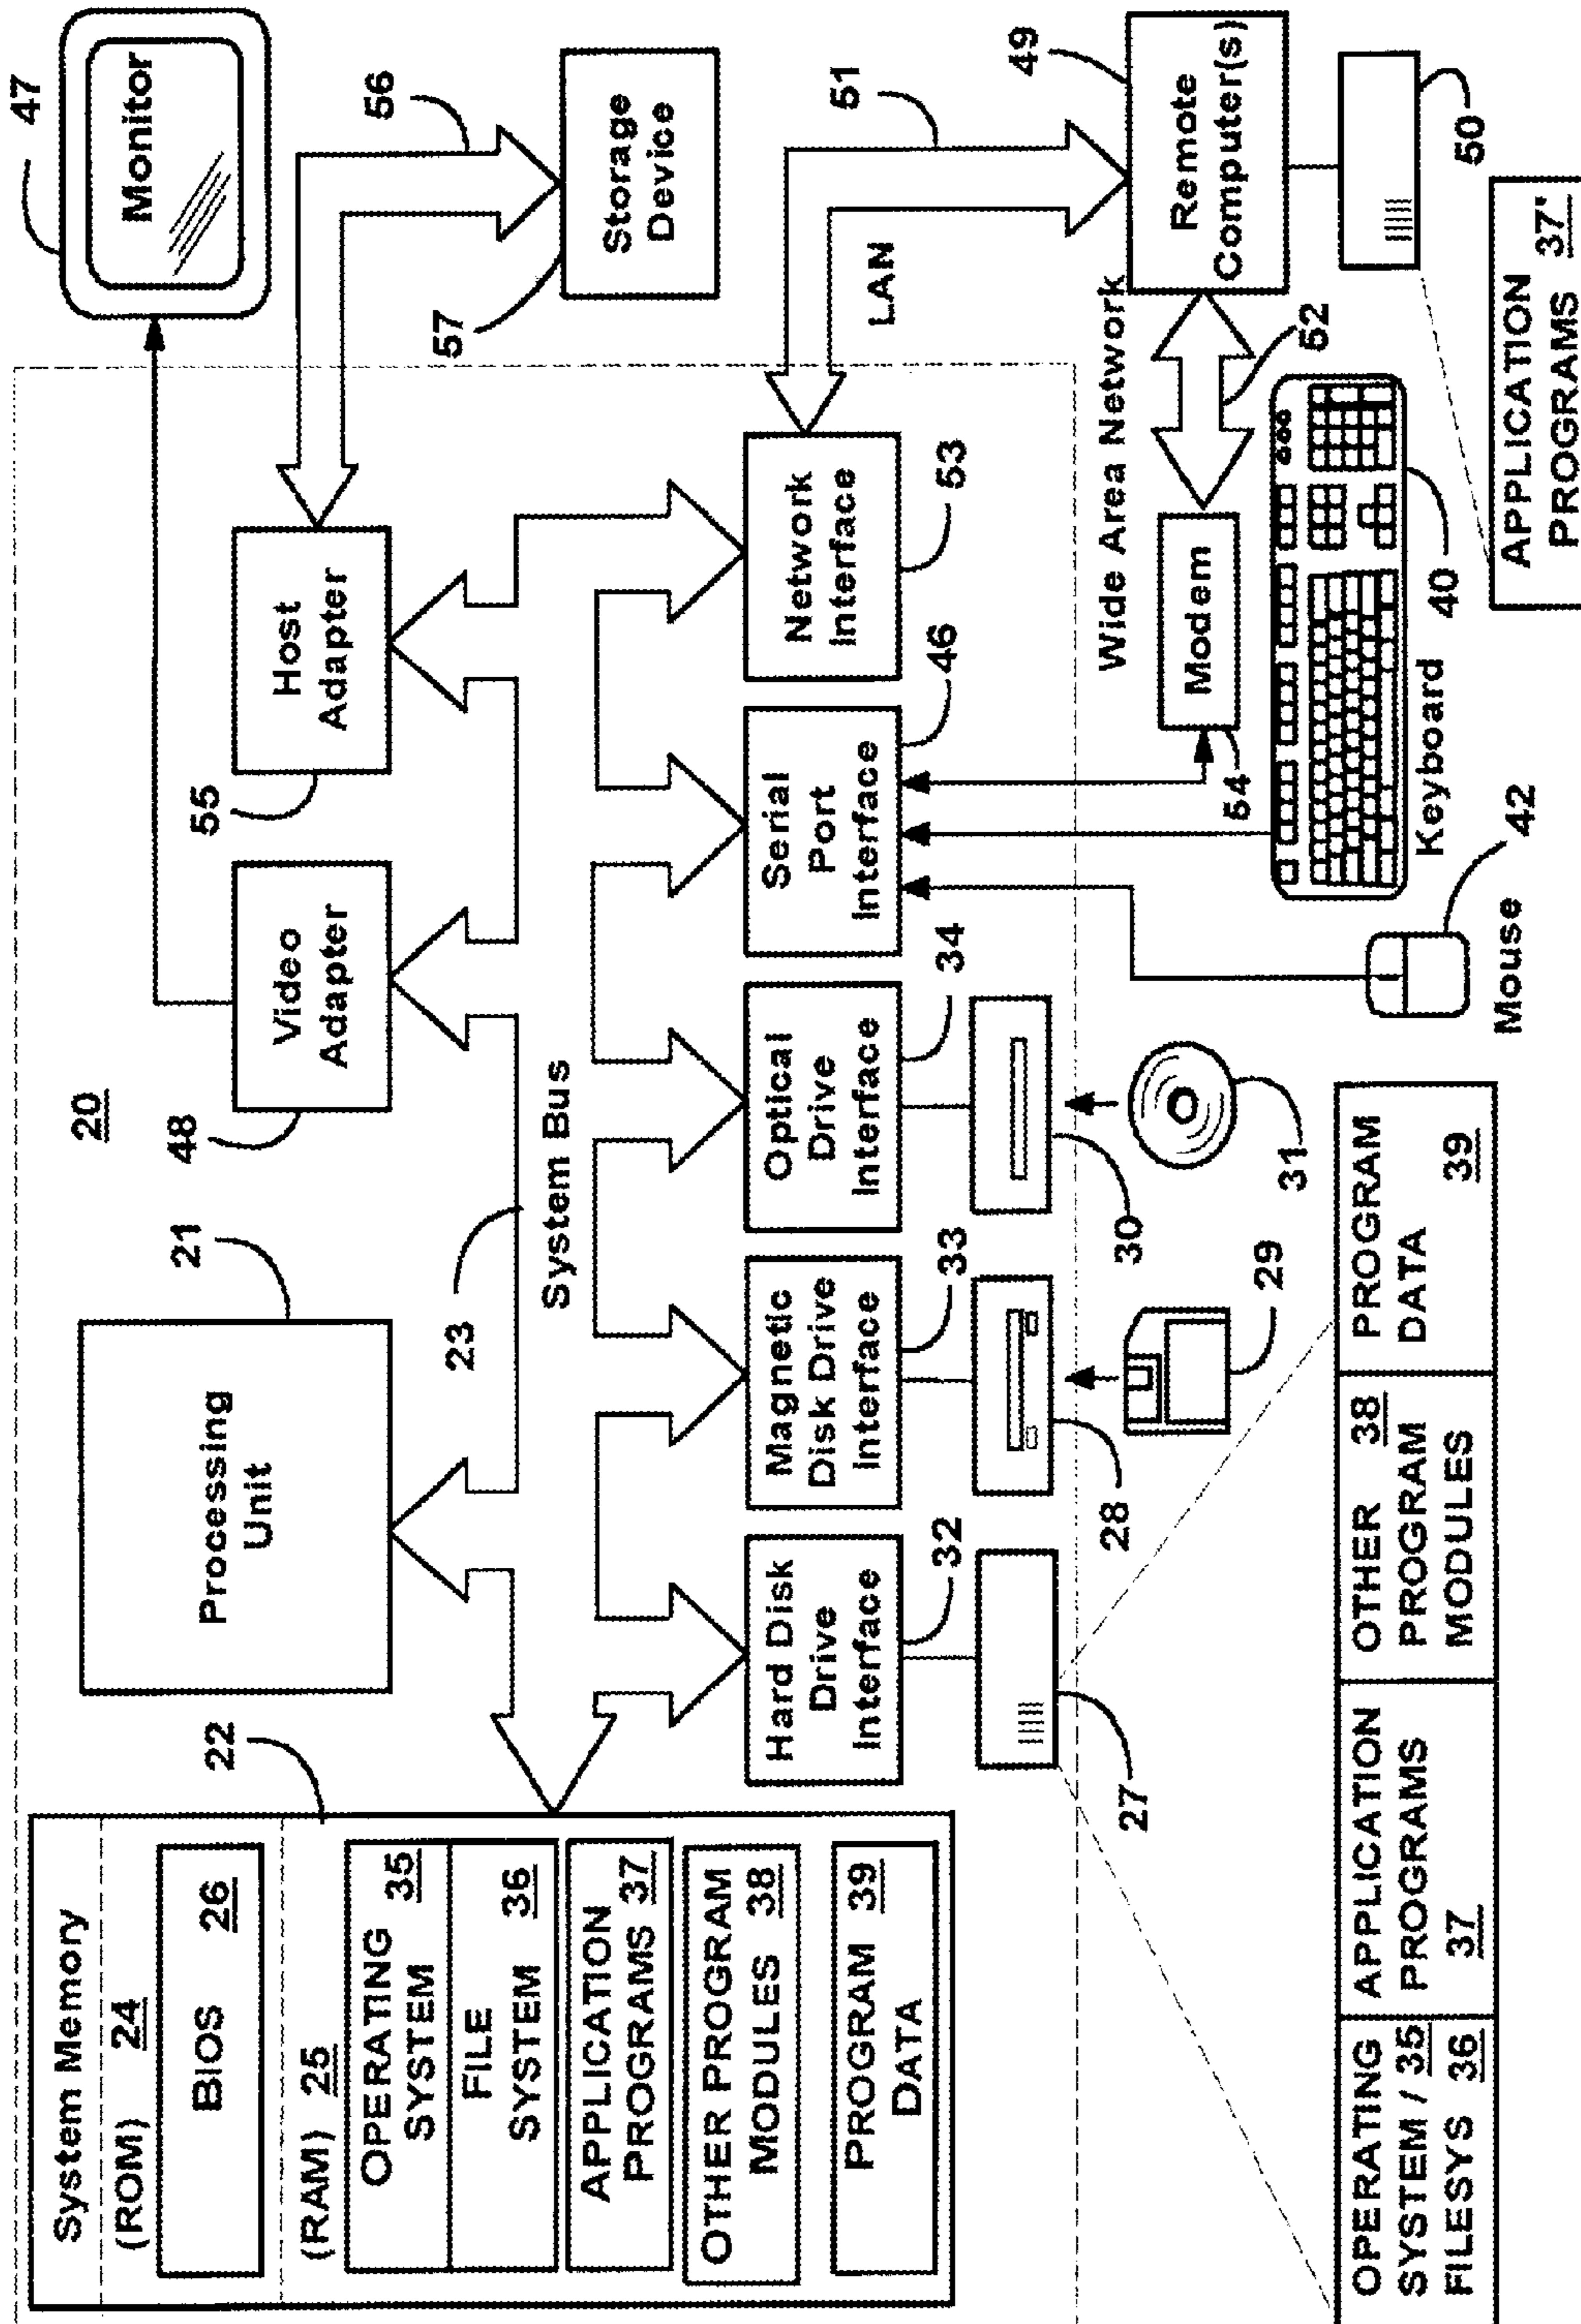 System Memory
(ROM) 24
BIOS 26
(RAM) 25
OPERATING
SYSTEM 35
FILE
SYSTEM 36
APPLICATION
PROGRAMS 37
OTHER PROGRAM
MODULES 38
PROGRAM 39
DATA
22
Processing
Unit
21
20
48
Video
Adapter
55
Host
Adapter
47
Monitor
56
57
Storage
Device
23
System Bus
Hard Disk
Drive
Interface
32
Magnetic
Disk Drive
Interface
33
Optical
Drive
Interface
34
Serial
Port
Interface
46
Network
Interface
53
LAN
51
27
28
29
30
31
Wide Area Network
54
Modem
52
49
Remote
Computer(s)
50
Keyboard
40
Mouse
42
OPERATING
SYSTEM / 35
FILESYS 36
APPLICATION
PROGRAMS
37
OTHER 38
PROGRAM
MODULES
PROGRAM
DATA
39
APPLICATION
PROGRAMS 37'